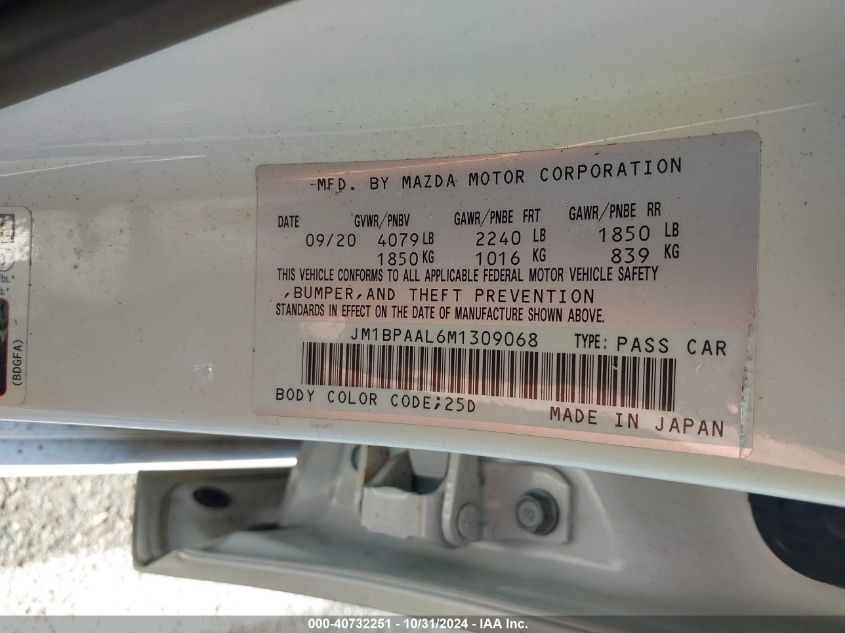 -MFD. BY MAZDA MOTOR CORPORATION
DATE GVWR/PNBV GAWR/PNBE FRT GAWR/PNBE RR
09/20 4079 LB 2240 LB 1850 LB
1850 KG 1016 KG 839 KG
THIS VEHICLE CONFORMS TO ALL APPLICABLE FEDERAL MOTOR VEHICLE SAFETY
,BUMPER,AND THEFT PREVENTION
STANDARDS IN EFFECT ON THE DATE OF MANUFACTURE SHOWN ABOVE.
JM1BPAAL6M1309068 TYPE: PASS CAR
BODY COLOR CODE;25D
MADE IN JAPAN
(BDGFA)
000-40732251 - 10/31/2024 - IAA Inc.